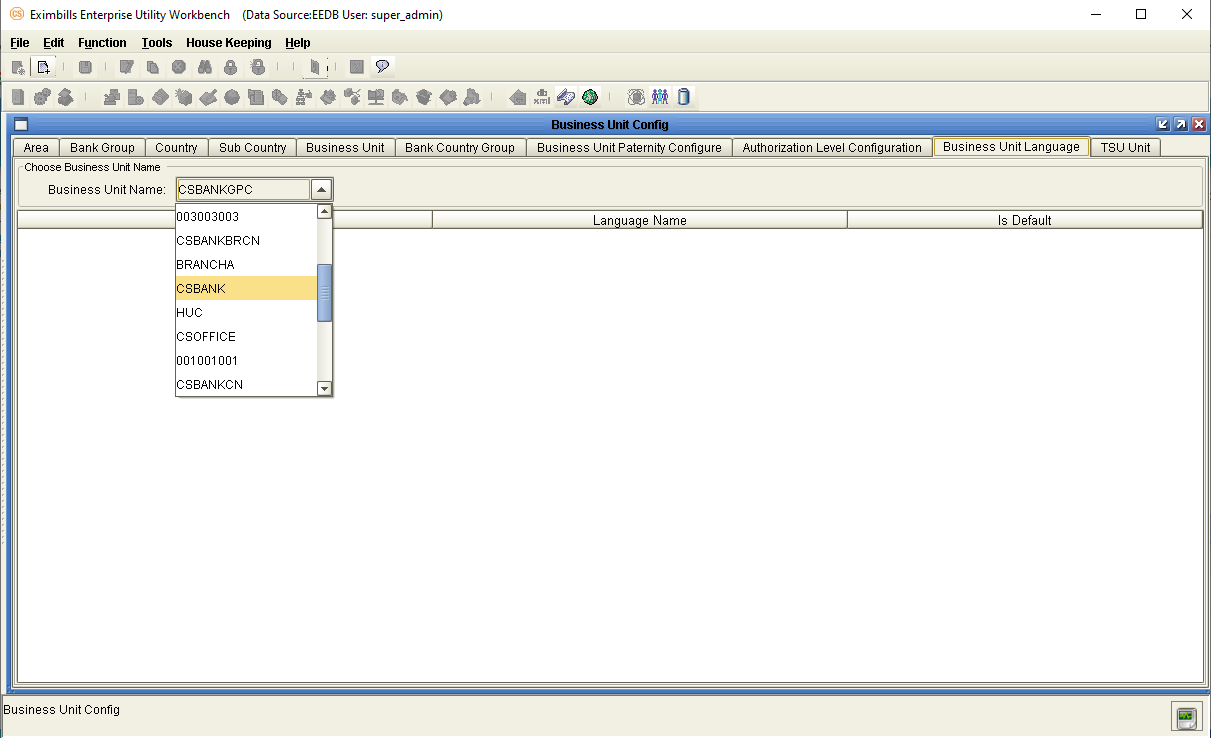 CS Eximbills Enterprise Utility Workbench (Data Source:EEDB User: super_admin)
File Edit Function Tools House Keeping Help
db
xml
Business Unit Config
Area Bank Group Country Sub Country Business Unit Bank Country Group Business Unit Paternity Configure Authorization Level Configuration Business Unit Language TSU Unit
Choose Business Unit Name
Business Unit Name: CSBANKGPC
Language Name Is Default
003003003
CSBANKBRCN
BRANCHA
CSBANK
HUC
CSOFFICE
001001001
CSBANKCN
Business Unit Config